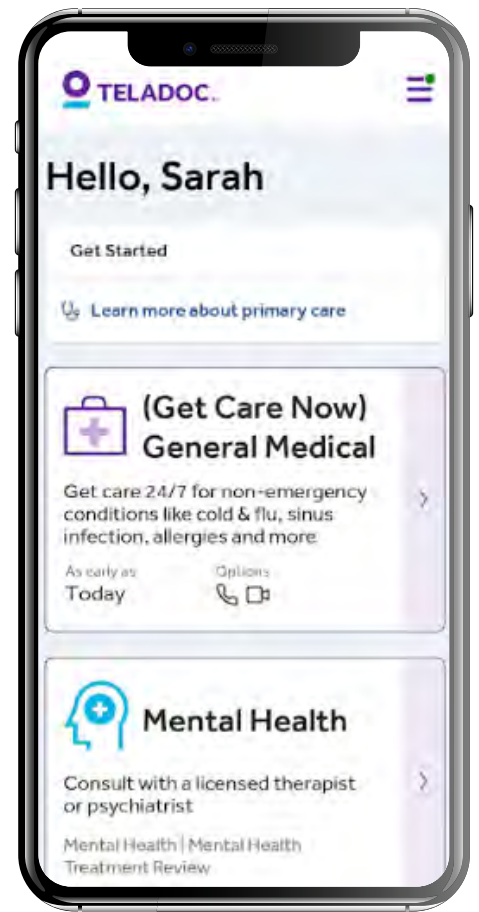 TELADOC.
Hello, Sarah
Get Started
Learn more about primary care
(Get Care Now)
General Medical
Get care 24/7 for non-emergency
conditions like cold & flu, sinus
infection, allergies and more
As early as
Options
Today
Mental Health
Consult with a licensed therapist
or psychiatrist
Mental Health | Mental Health
Treatment Review